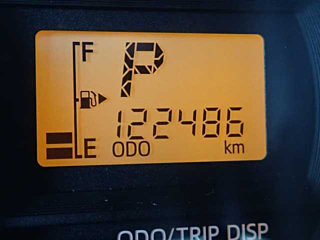 F
P
122486
E ODO km
ODO/TRIP DISP